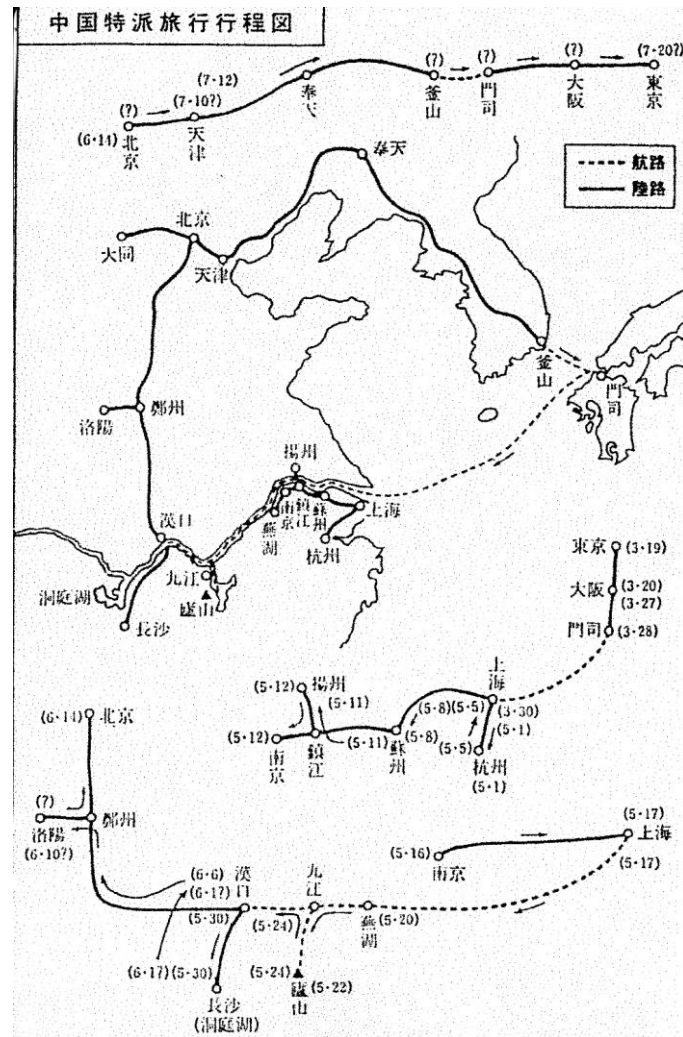 中国特派旅行行程図
(6·14)
(?)
北京
(7·10?)
天津
(7·12)
奉天
(?)
釜山
(?)
門司
(?)
大阪
(7·20?)
東京
航路
陸路
奉天
北京
大同
天津
釜山
門司
鄭州
洛陽
揚州
上海
蘇州
鎮江
南京
蕪湖
杭州
漢口
九江
廬山
洞庭湖
長沙
東京
(3·19)
大阪
(3·20)
(3·27)
門司
(3·28)
上海
(3·30)
(5·1)
(5·5)
(5·8)
(5·5)
杭州
(5·1)
(5·8)
蘇州
(5·11)
(5·11)
(5·12)
揚州
鎮江
(5·12)
南京
北京
(6·14)
(?)
洛陽
(6·10?)
鄭州
(5·17)
上海
(5·17)
(5·16)
南京
(6·6)
(6·1?)
漢口
(5·30)
九江
(5·24)
(5·20)
蕪湖
(6·1?)
(5·30)
長沙
(洞庭湖)
(5·24)
(5·22)
廬山